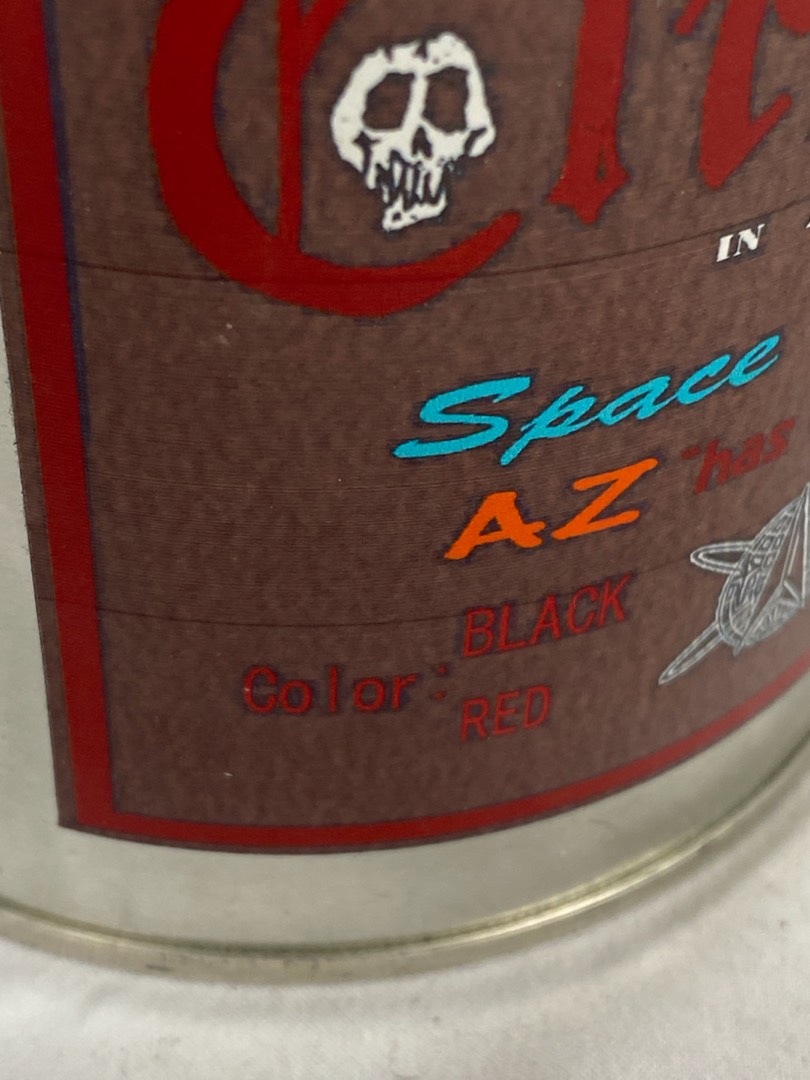 IN
Space
AZ "has
Color: BLACK
RED